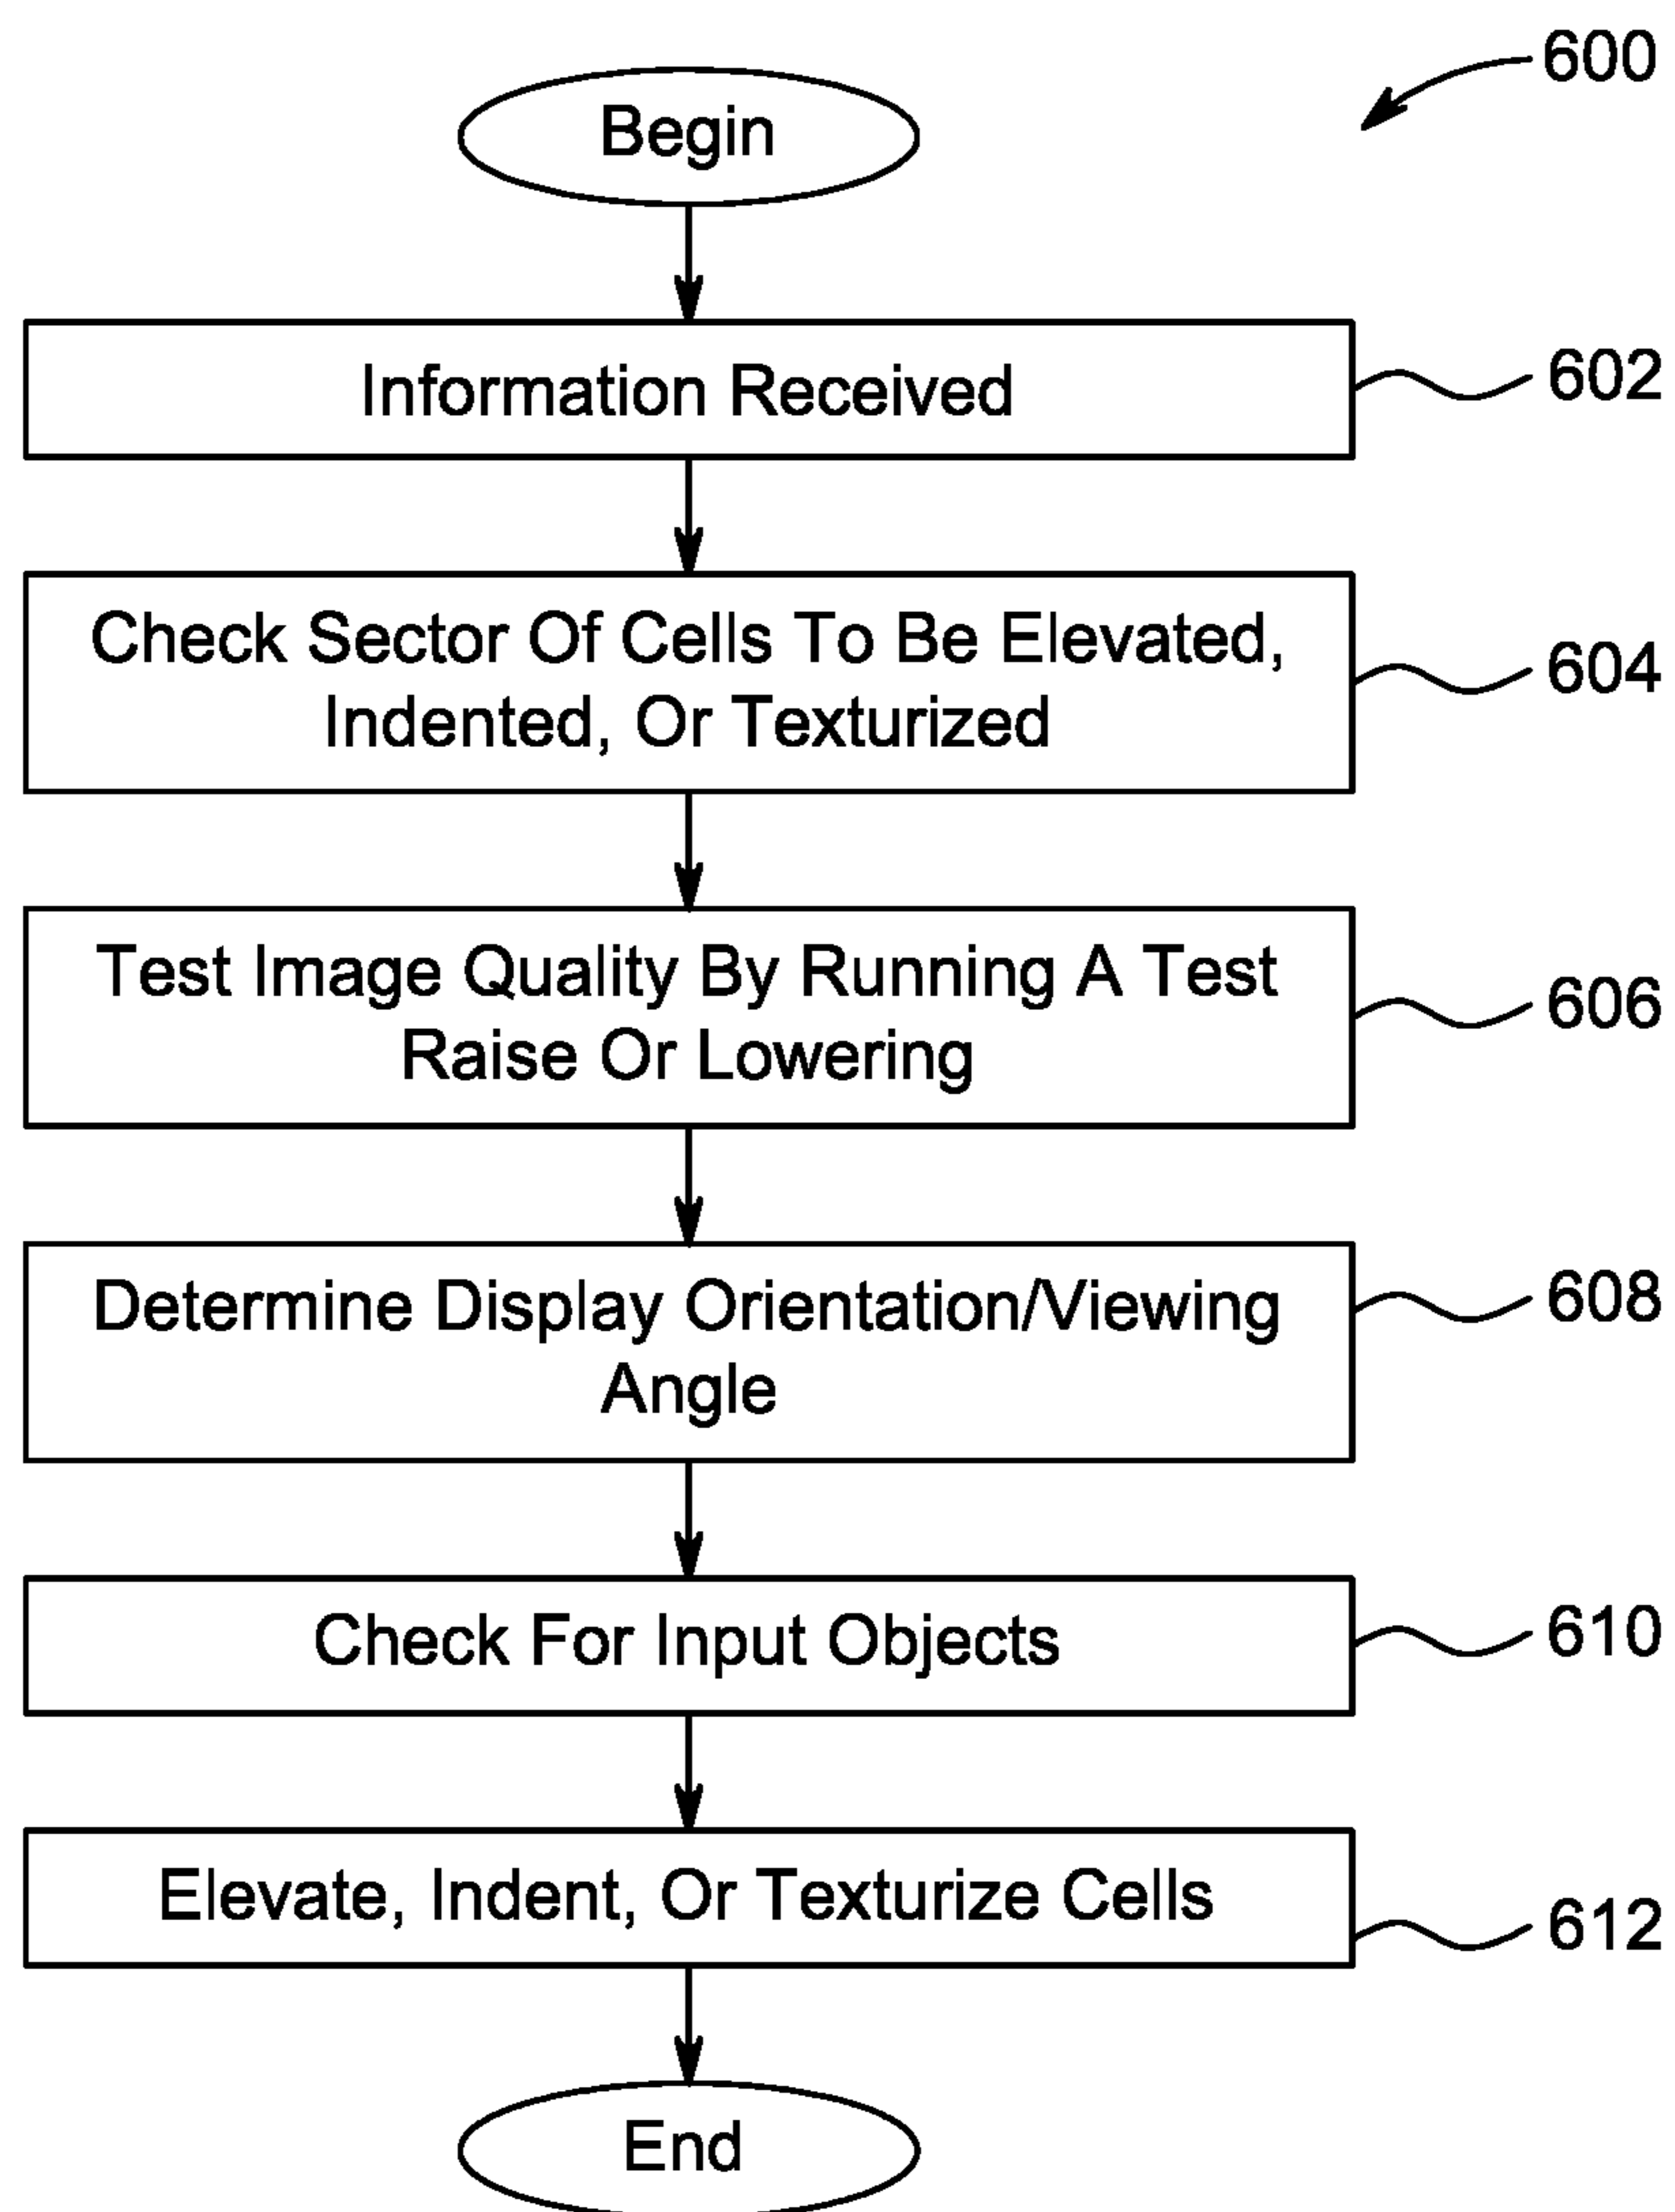 600
Begin
Information Received
602
Check Sector Of Cells To Be Elevated,
Indented, Or Texturized
604
Test Image Quality By Running A Test
Raise Or Lowering
606
Determine Display Orientation/Viewing
Angle
608
Check For Input Objects
610
Elevate, Indent, Or Texturize Cells
612
End